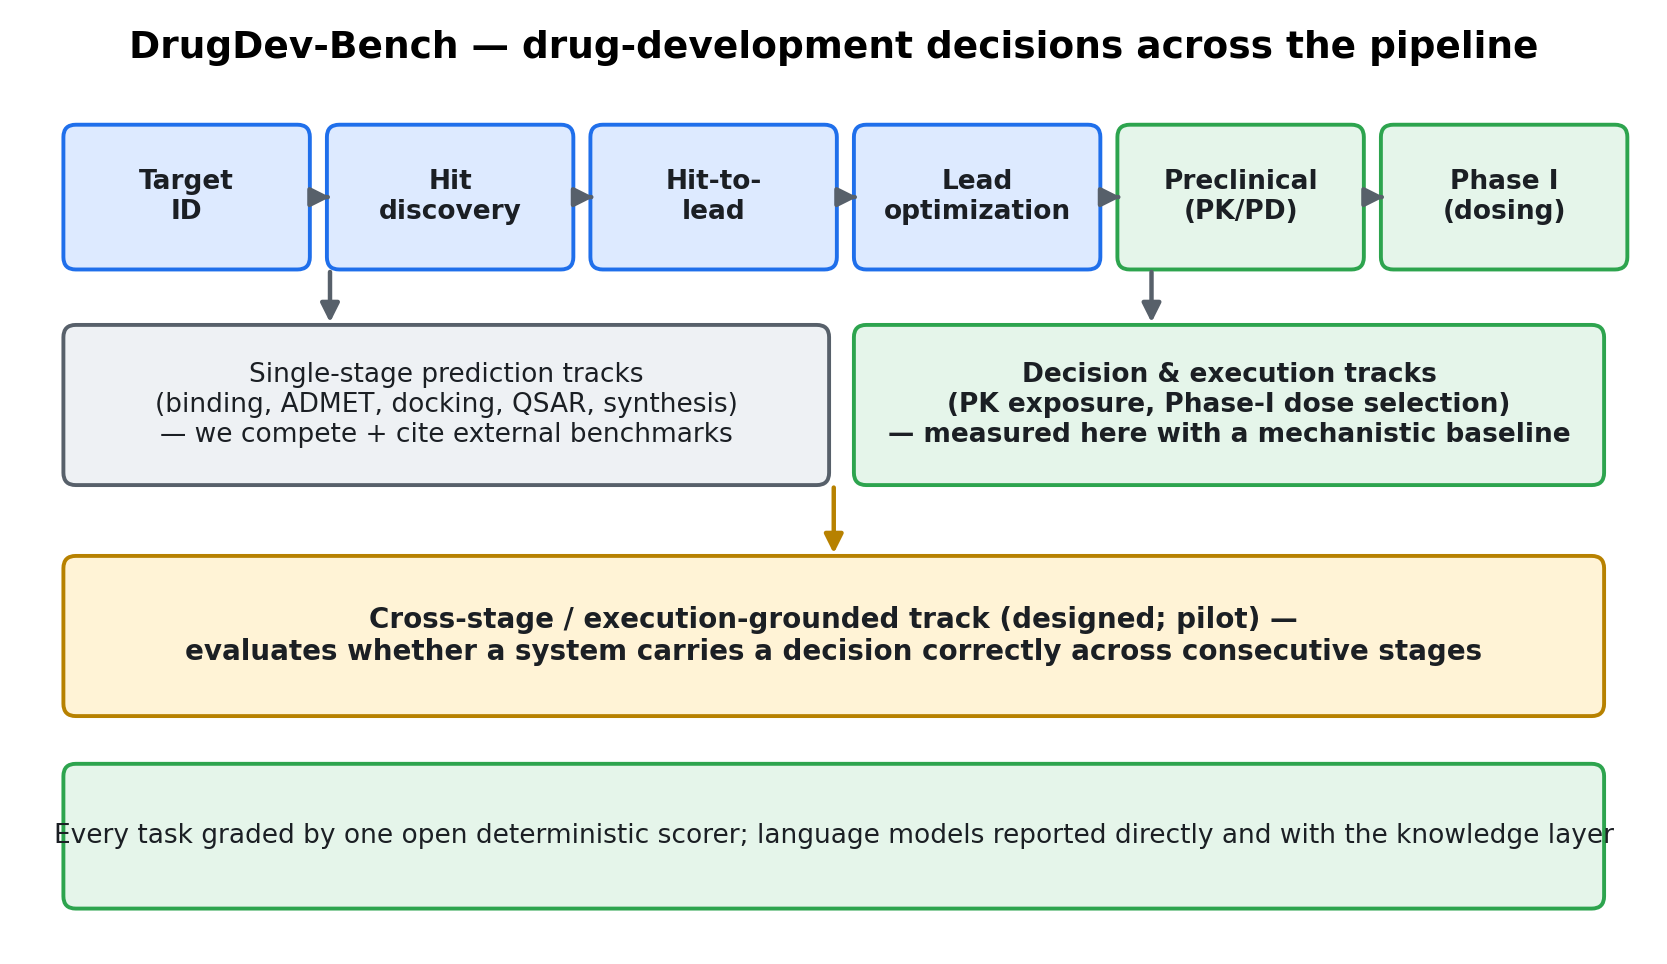 DrugDev-Bench — drug-development decisions across the pipeline
Target
ID
Hit
discovery
Hit-to-
lead
Lead
optimization
Preclinical
(PK/PD)
Phase I
(dosing)
Single-stage prediction tracks
(binding, ADMET, docking, QSAR, synthesis)
— we compete + cite external benchmarks
Decision & execution tracks
(PK exposure, Phase-I dose selection)
— measured here with a mechanistic baseline
Cross-stage / execution-grounded track (designed; pilot) —
evaluates whether a system carries a decision correctly across consecutive stages
Every task graded by one open deterministic scorer; language models reported directly and with the knowledge layer